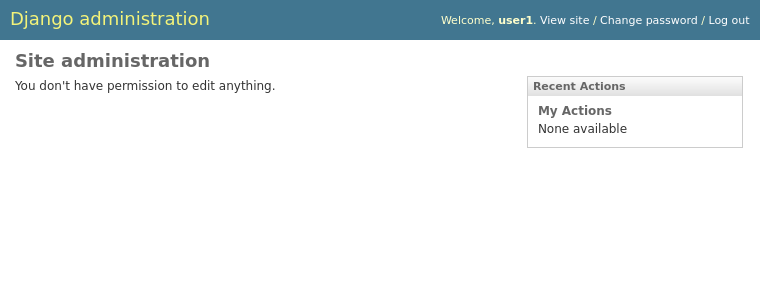 Django administration
Welcome, user1. View site / Change password / Log out
Site administration
You don't have permission to edit anything.
Recent Actions
My Actions
None available